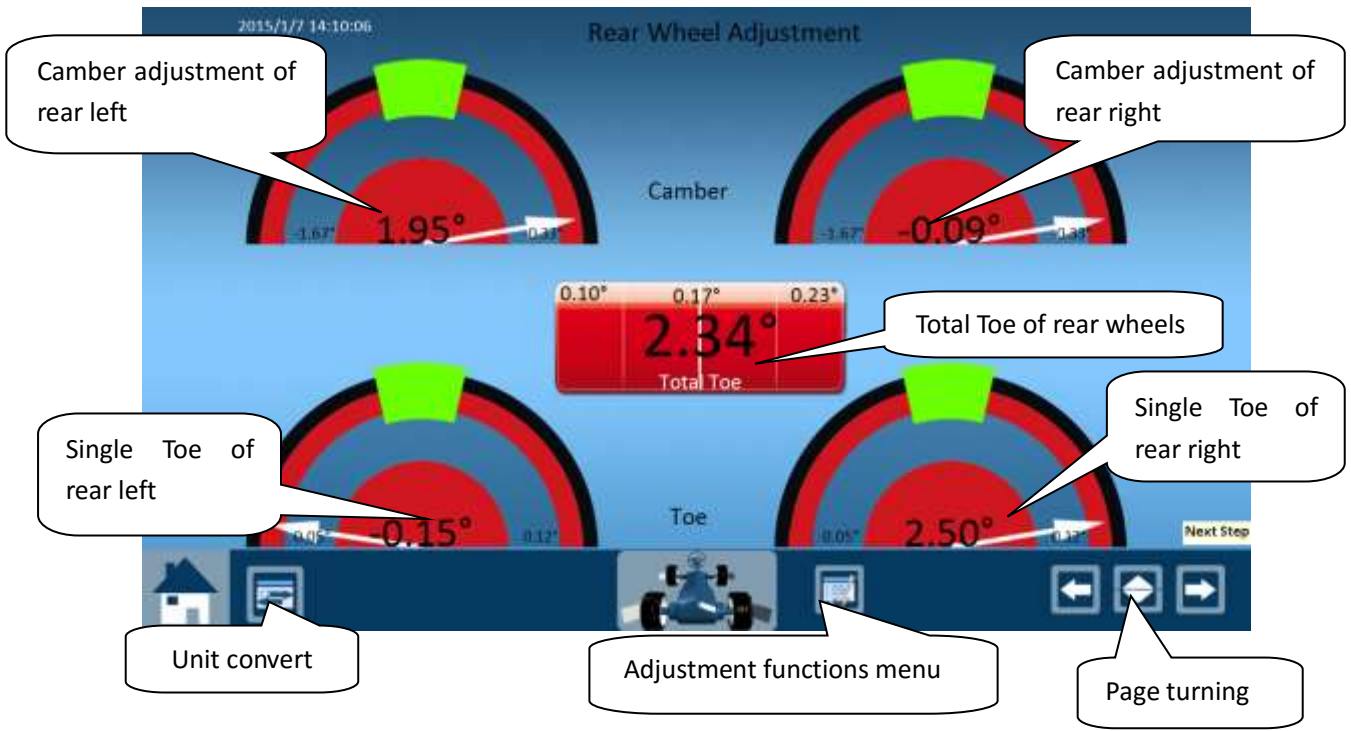 2015/1/7 14:10:06
Rear Wheel Adjustment
Camber adjustment of
rear left
Camber adjustment of
rear right
Camber
-1.67°
1.95°
-0.33°
-1.67°
-0.09°
-0.33°
0.10°
0.17°
0.23°
2.34°
Total Toe
Total Toe of rear wheels
Single Toe of
rear left
Single Toe of
rear right
Toe
0.05°
-0.15°
0.12°
0.05°
2.50°
0.12°
Next Step
Unit convert
Adjustment functions menu
Page turning